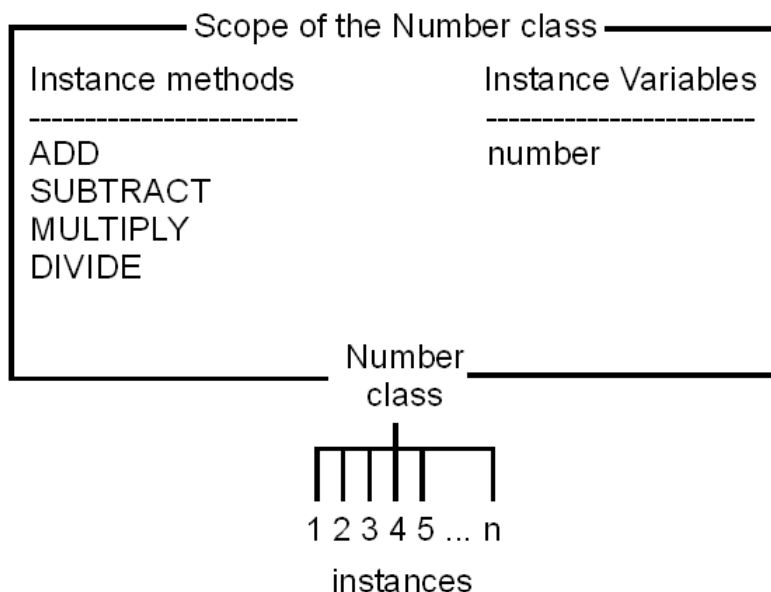 Scope of the Number class
Instance methods
------------------------
ADD
SUBTRACT
MULTIPLY
DIVIDE
Instance Variables
------------------------
number
Number
class
1 2 3 4 5 ... n
instances